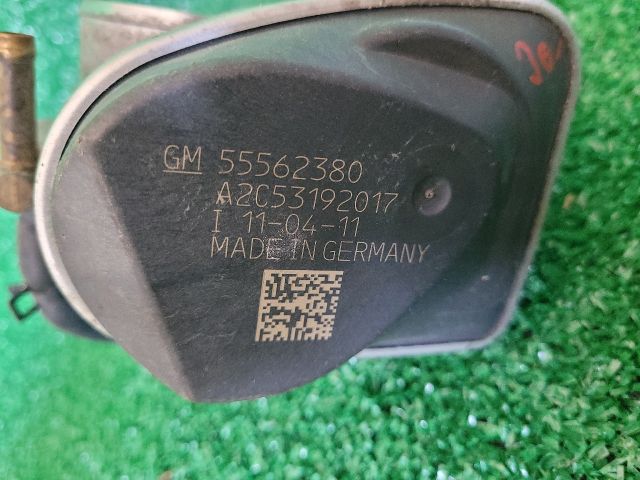 GM 55562380
A2C53192017
I 11-04-11
MADE IN GERMANY